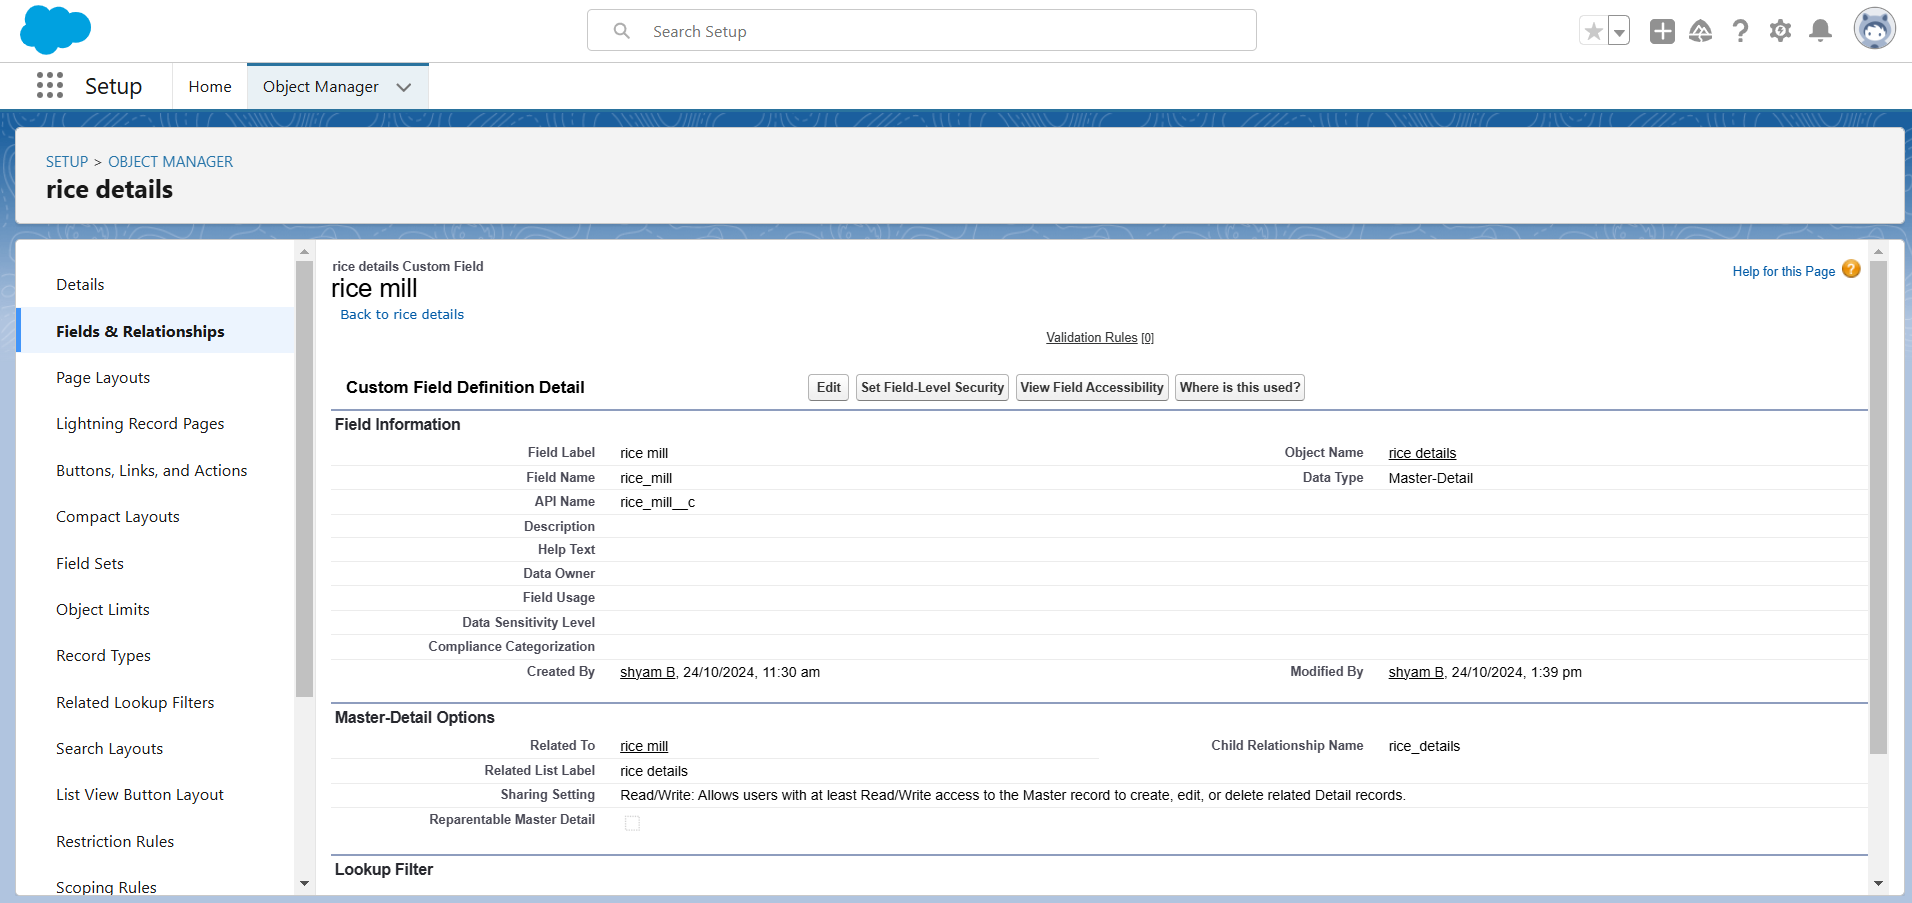 Search Setup
Setup
Home
Object Manager
SETUP > OBJECT MANAGER
rice details
Details
Fields & Relationships
Page Layouts
Lightning Record Pages
Buttons, Links, and Actions
Compact Layouts
Field Sets
Object Limits
Record Types
Related Lookup Filters
Search Layouts
List View Button Layout
Restriction Rules
Scoping Rules
rice details Custom Field
rice mill
Back to rice details
Help for this Page
Validation Rules [0]
Custom Field Definition Detail
Edit
Set Field-Level Security
View Field Accessibility
Where is this used?
Field Information
Field Label rice mill Object Name rice details
Field Name rice_mill Data Type Master-Detail
API Name rice_mill__c
Description
Help Text
Data Owner
Field Usage
Data Sensitivity Level
Compliance Categorization
Created By shyam B, 24/10/2024, 11:30 am Modified By shyam B, 24/10/2024, 1:39 pm
Master-Detail Options
Related To rice mill Child Relationship Name rice_details
Related List Label rice details
Sharing Setting Read/Write: Allows users with at least Read/Write access to the Master record to create, edit, or delete related Detail records.
Reparentable Master Detail
Lookup Filter